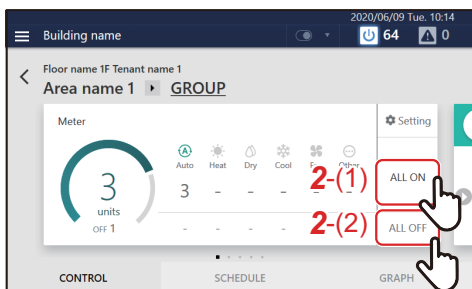 2020/06/09 Tue. 10:14
Building name
64
0
Floor name 1F Tenant name 1
Area name 1 GROUP
Meter
Setting
A
Auto Heat Dry Cool Fan Other
3 - - - - -
3
units
OFF 1
- - - - - -
2-(1) ALL ON
2-(2) ALL OFF
CONTROL SCHEDULE GRAPH